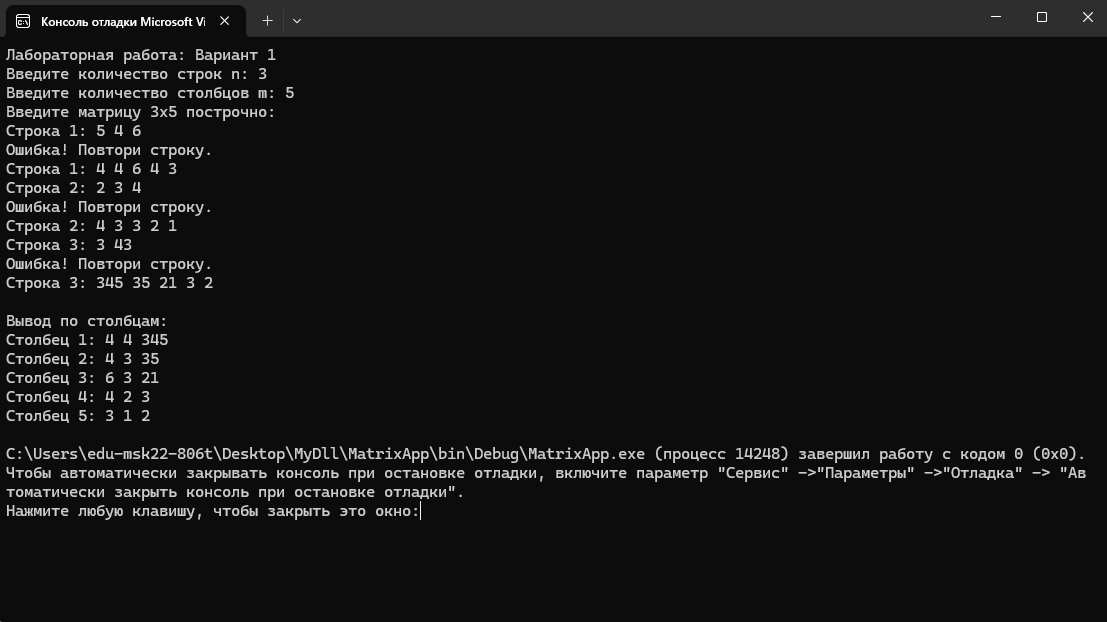 Консоль отладки Microsoft Vi
Лабораторная работа: Вариант 1
Введите количество строк n: 3
Введите количество столбцов m: 5
Введите матрицу 3x5 построчно:
Строка 1: 5 4 6
Ошибка! Повтори строку.
Строка 1: 4 4 6 4 3
Строка 2: 2 3 4
Ошибка! Повтори строку.
Строка 2: 4 3 3 2 1
Строка 3: 3 43
Ошибка! Повтори строку.
Строка 3: 345 35 21 3 2
Вывод по столбцам:
Столбец 1: 4 4 345
Столбец 2: 4 3 35
Столбец 3: 6 3 21
Столбец 4: 4 2 3
Столбец 5: 3 1 2
C:\Users\edu-msk22-806t\Desktop\MyDll\MatrixApp\bin\Debug\MatrixApp.exe (процесс 14248) завершил работу с кодом 0 (0x0).
Чтобы автоматически закрывать консоль при остановке отладки, включите параметр "Сервис" ->"Параметры" ->"Отладка" -> "Ав
томатически закрыть консоль при остановке отладки".
Нажмите любую клавишу, чтобы закрыть это окно: